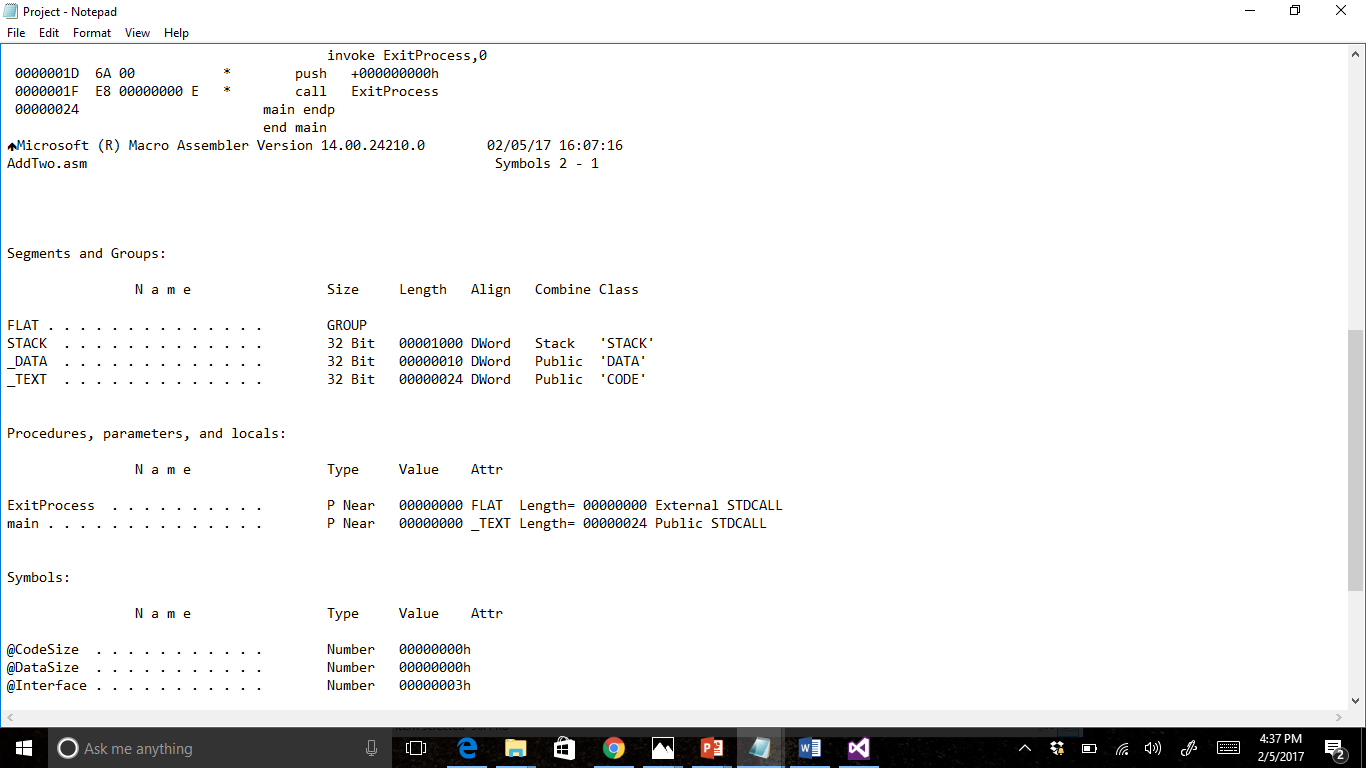 Project - Notepad
File Edit Format View Help
invoke ExitProcess,0
0000001D 6A 00 * push +000000000h
0000001F E8 00000000 E * call ExitProcess
00000024 main endp
end main
Microsoft (R) Macro Assembler Version 14.00.24210.0 02/05/17 16:07:16
AddTwo.asm Symbols 2 - 1
Segments and Groups:
N a m e Size Length Align Combine Class
FLAT . . . . . . . . . . . . . . GROUP
STACK . . . . . . . . . . . . . 32 Bit 00001000 DWord Stack 'STACK'
_DATA . . . . . . . . . . . . . 32 Bit 00000010 DWord Public 'DATA'
_TEXT . . . . . . . . . . . . . 32 Bit 00000024 DWord Public 'CODE'
Procedures, parameters, and locals:
N a m e Type Value Attr
ExitProcess . . . . . . . . . . P Near 00000000 FLAT Length= 00000000 External STDCALL
main . . . . . . . . . . . . . . P Near 00000000 _TEXT Length= 00000024 Public STDCALL
Symbols:
N a m e Type Value Attr
@CodeSize . . . . . . . . . . . Number 00000000h
@DataSize . . . . . . . . . . . Number 00000000h
@Interface . . . . . . . . . . . Number 00000003h
Ask me anything
4:37 PM
2/5/2017
2